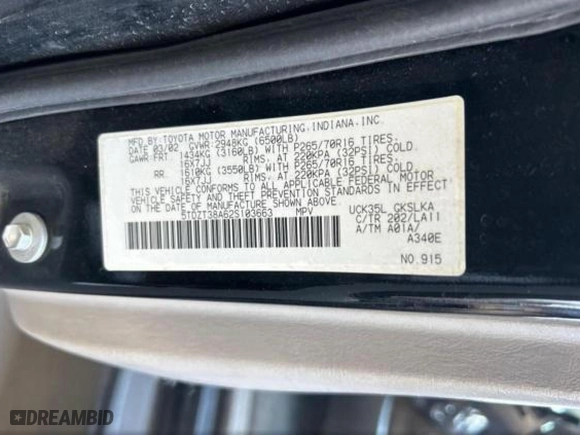 MFD.BY:TOYOTA MOTOR MANUFACTURING,INDIANA,INC.
DATE 03/02 GVWR:2948KG (6500LB)
GAWR:FRT. 1434KG (3160LB) WITH P265/70R16 TIRES.
16X7JJ RIMS. AT 220KPA (32PSI) COLD.
RR. 1610KG (3550LB) WITH P265/70R16 TIRES.
16X7JJ RIMS. AT 220KPA (32PSI) COLD.
THIS VEHICLE CONFORMS TO ALL APPLICABLE FEDERAL MOTOR
VEHICLE SAFETY AND THEFT PREVENTION STANDARDS IN EFFECT
ON THE DATE OF MANUFACTURE SHOWN ABOVE.
5TDZT38A62S103663 MPV
UCK35L GKSLKA
C/TR 202/LA11
A/TM A01A/
A340E
NO.915
DREAMBID